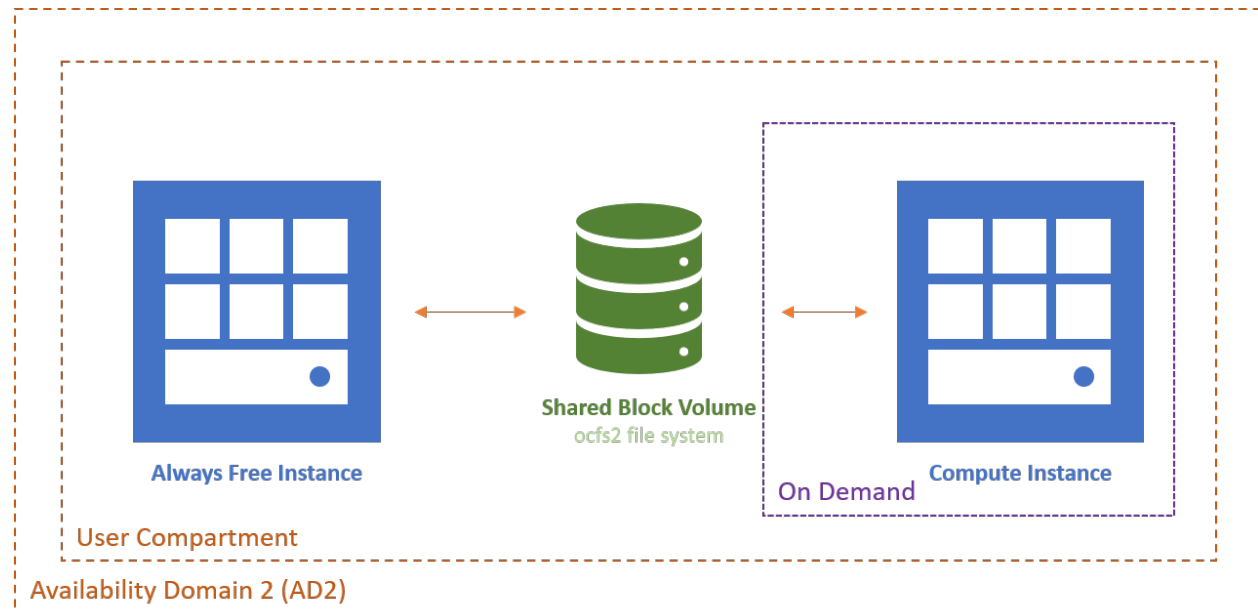 Shared Block Volume
ocfs2 file system
Always Free Instance
Compute Instance
On Demand
User Compartment
Availability Domain 2 (AD2)